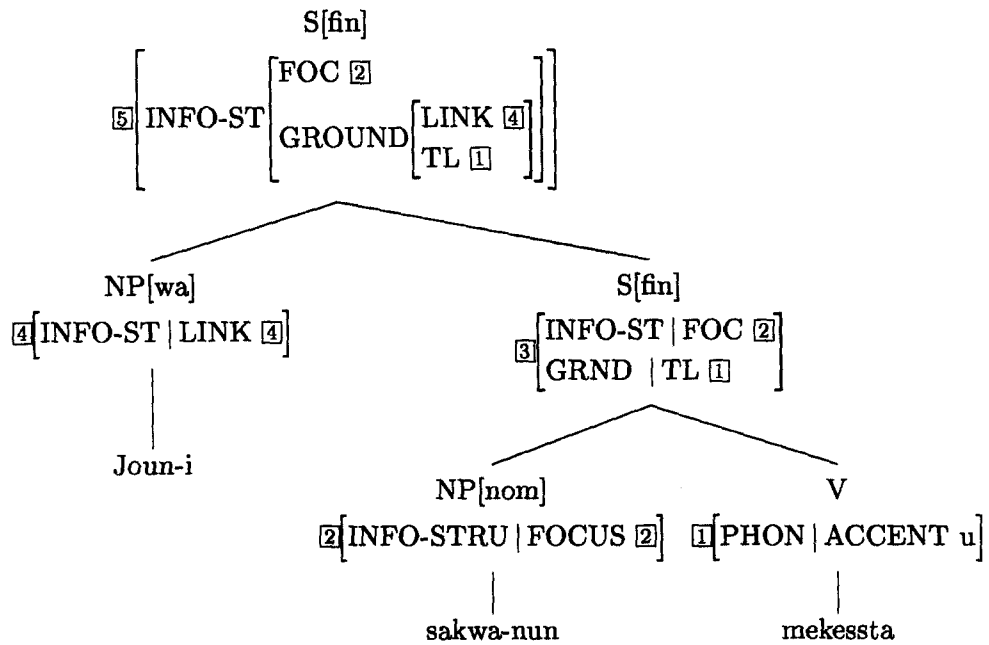 S[fin]
5 INFO-ST FOC 2
GROUND LINK 4
TL 1
NP[wa] S[fin]
4 [INFO-ST | LINK 4] 3 INFO-ST | FOC 2
GRND | TL 1
Joun-i
NP[nom] V
2 [INFO-STRU | FOCUS 2] 1 [PHON | ACCENT u]
sakwa-nun mekessta